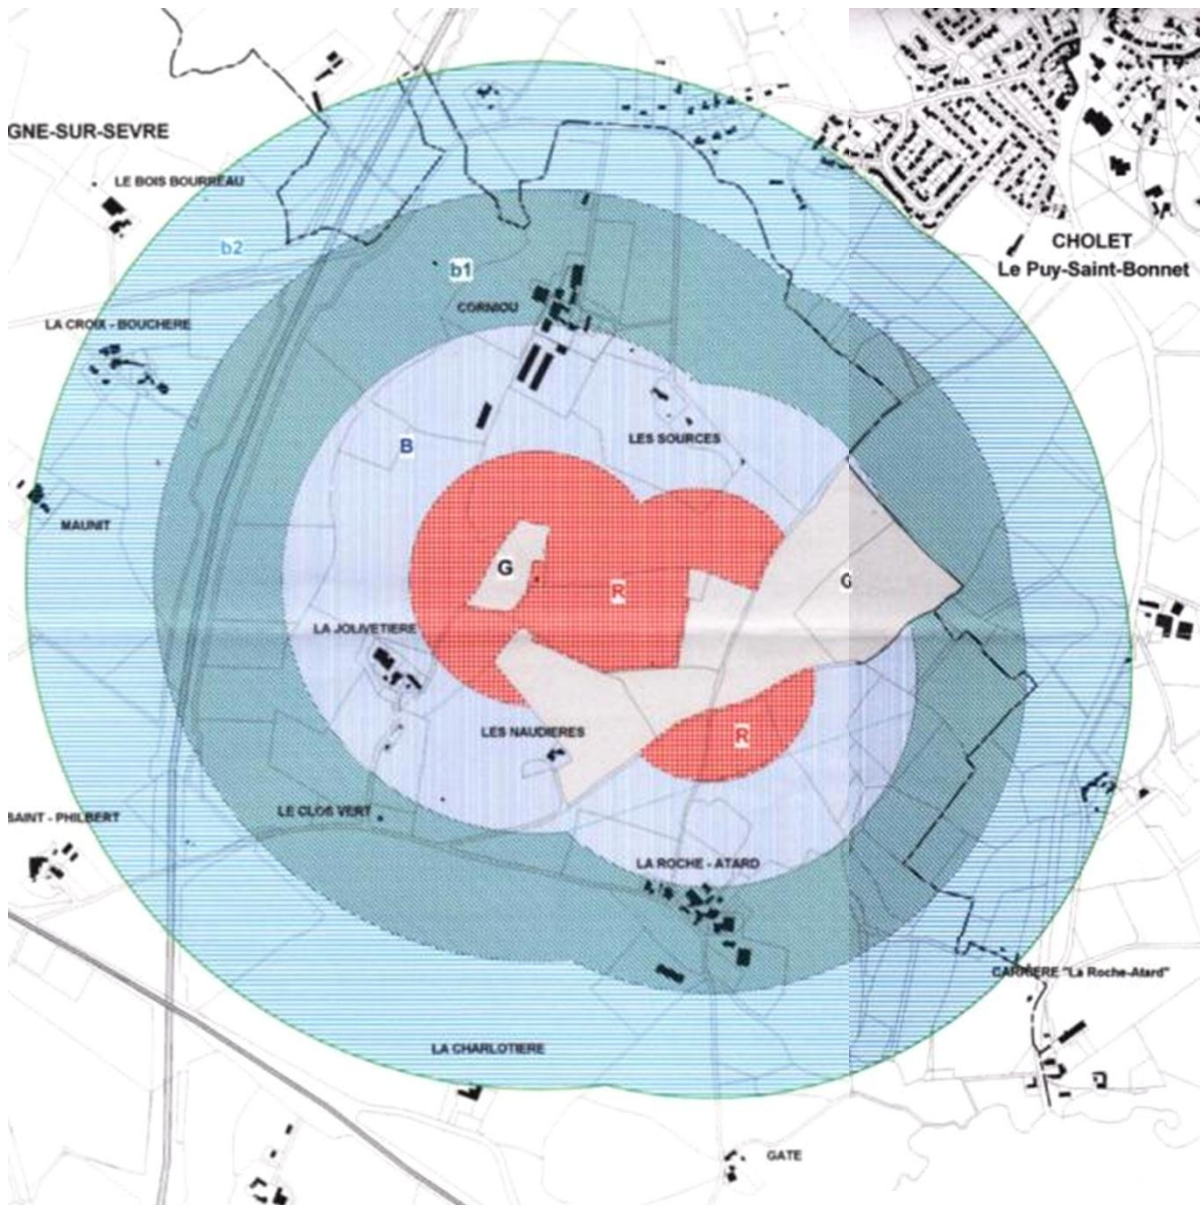 GNE-SUR-SEVRE
LE BOIS BOURREAU
b2
b1
CHOLET
Le Puy-Saint-Bonnet
CORNIOU
LA CROIX - BOUCHERE
B
LES SOURCES
MAUNIT
G
R
G
LA JOLIVETIERE
LES NAUDIERES
R
LE CLOS VERT
SAINT - PHILBERT
LA ROCHE - ATARD
CARRIERE "La Roche-Atard"
LA CHARLOTIERE
GATE